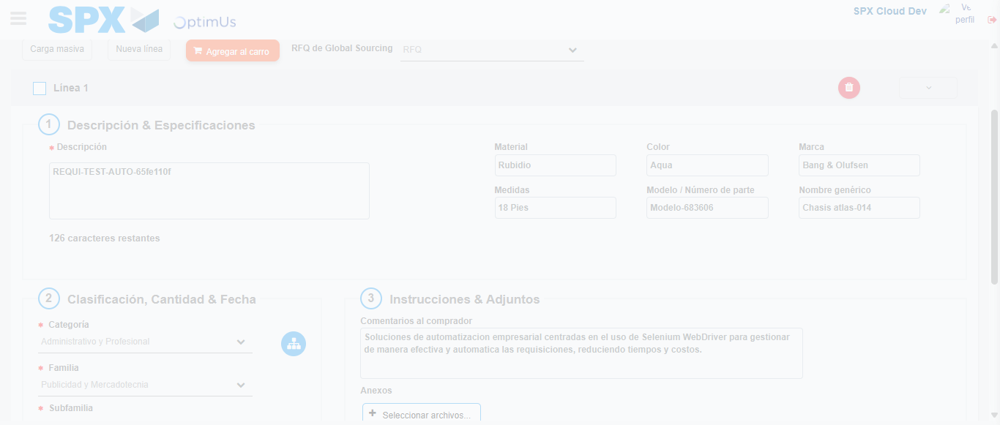 SPX
OptimUs
SPX Cloud Dev
Ve
perfil
Carga masiva
Nueva línea
Agregar al carro
RFQ de Global Sourcing
RFQ
Línea 1
1
Descripción & Especificaciones
* Descripción
REQUI-TEST-AUTO-65fe110f
126 caracteres restantes
Material
Color
Marca
Rubidio
Aqua
Bang & Olufsen
Medidas
Modelo / Número de parte
Nombre genérico
18 Pies
Modelo-683606
Chasis atlas-014
2
Clasificación, Cantidad & Fecha
* Categoría
Administrativo y Profesional
* Familia
Publicidad y Mercadotecnia
* Subfamilia
3
Instrucciones & Adjuntos
Comentarios al comprador
Soluciones de automatizacion empresarial centradas en el uso de Selenium WebDriver para gestionar
de manera efectiva y automatica las requisiciones, reduciendo tiempos y costos.
Anexos
+ Seleccionar archivos...